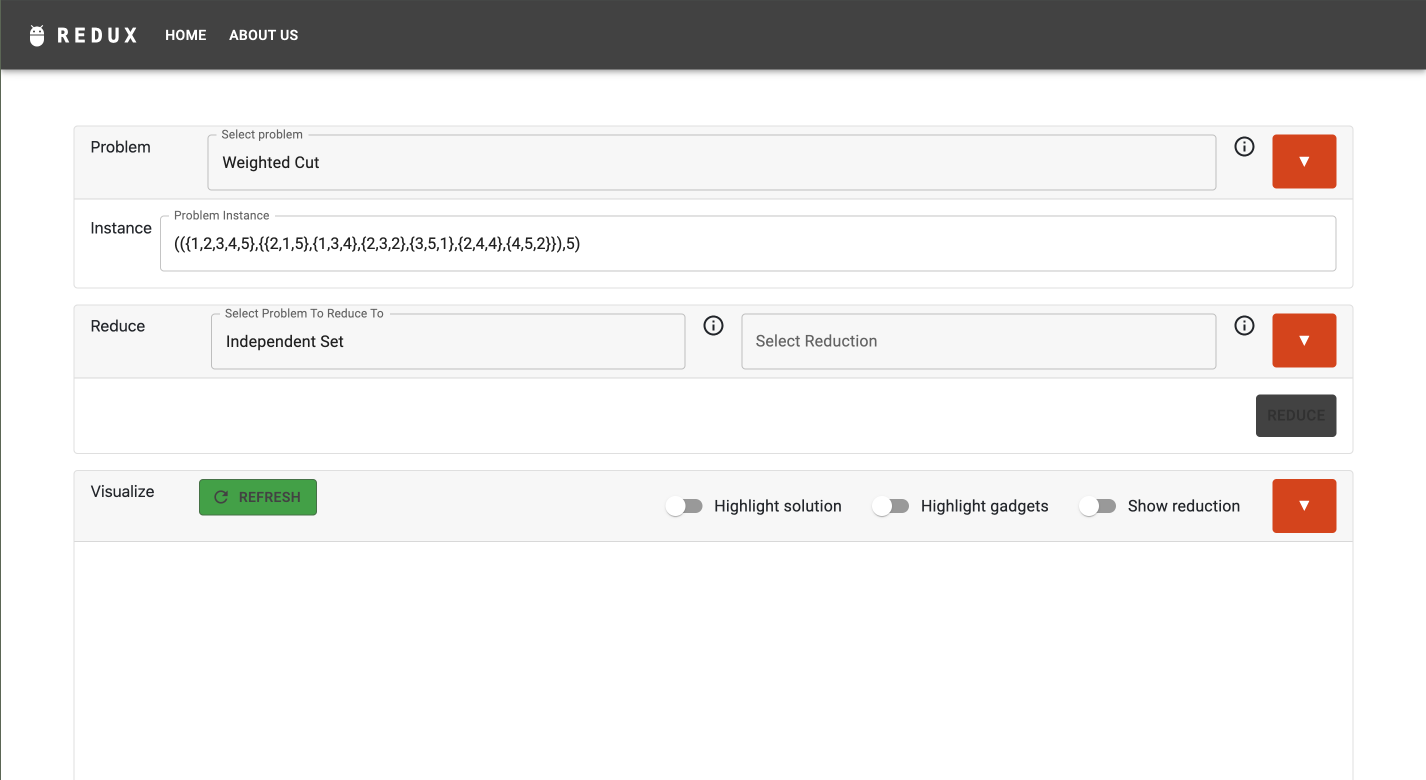 REDUX HOME ABOUT US
Select problem
Problem Weighted Cut
Problem Instance
Instance (({1,2,3,4,5},{{2,1,5},{1,3,4},{2,3,2},{3,5,1},{2,4,4},{4,5,2}}),5)
Select Problem To Reduce To
Reduce Independent Set Select Reduction
REDUCE
Visualize REFRESH Highlight solution Highlight gadgets Show reduction